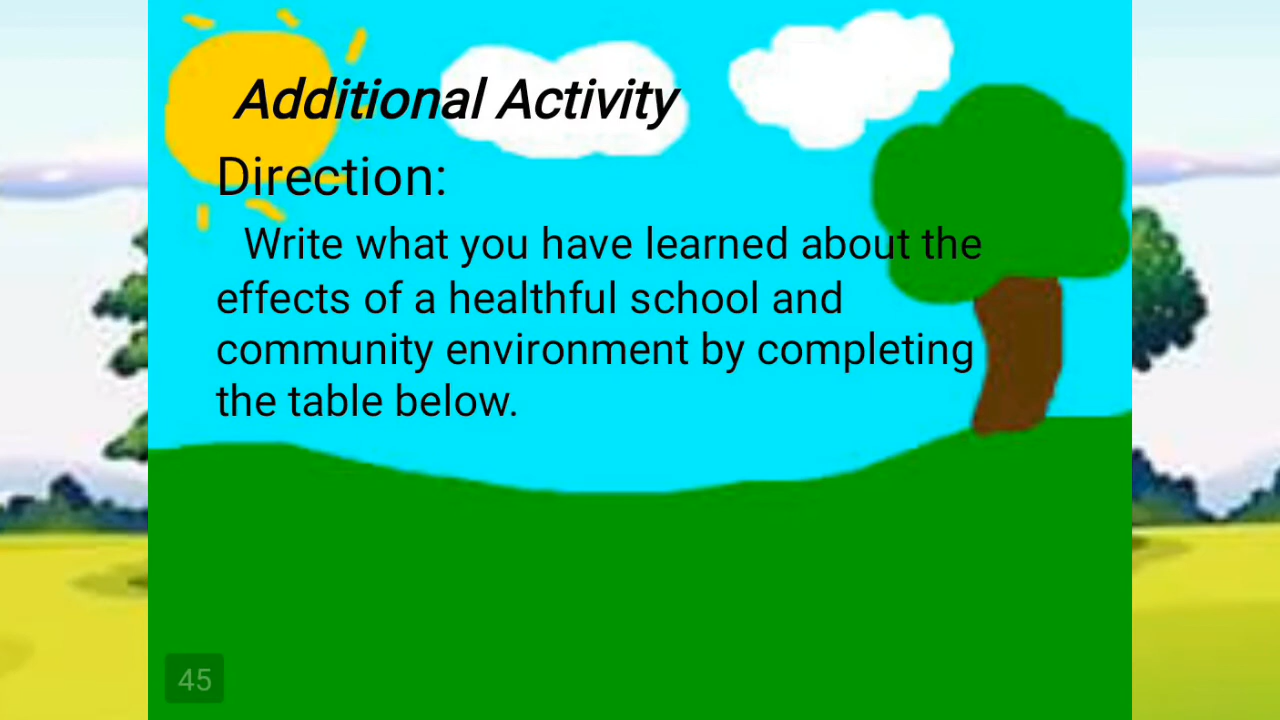 Additional Activity
Direction:
Write what you have learned about the
effects of a healthful school and
community environment by completing
the table below.
45